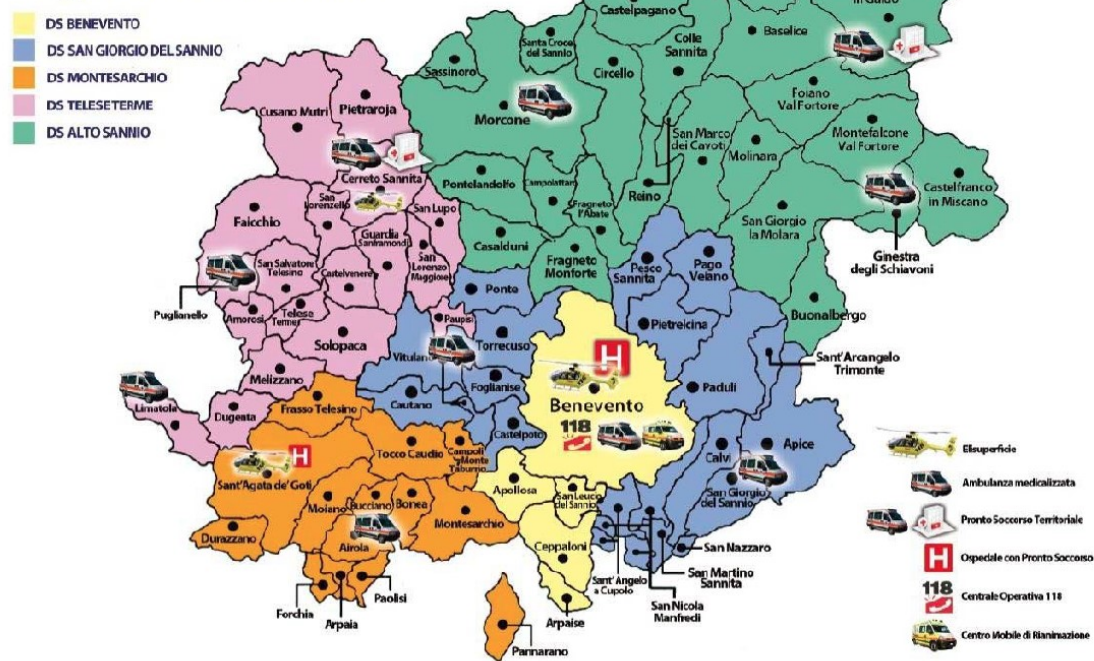 DS BENEVENTO
DS SAN GIORGIO DEL SANNIO
DS MONTESARCHIO
DS TELESE TERME
DS ALTO SANNIO
Castelpagano
Santa Croce
del Sannio
Colle
Sannita
Baselice
Sassinoro
Circello
Foiano
Val Fortore
Cusano Mutri
Pietraroja
Morcone
San Marco
dei Cavoti
Molinara
Montefalcone
Val Fortore
Cerreto Sannita
Pontelandolfo
Campolattaro
Reino
Castelfranco
in Miscano
San
Lorenzello
San Lupo
Fragneto
l'Abate
San Giorgio
la Molara
Faicchio
Guardia
Sanframondi
Casalduni
Ginestra
degli Schiavoni
San Salvatore
Telesino
Castelvenere
San
Lorenzo
Maggiore
Fragneto
Monforte
Pesco
Sannita
Pago
Veiano
Puglianello
Amorosi
Telese
Terme
Ponte
Buonalbergo
Solopaca
Paupisi
Torrecuso
Pietrelcina
Vitulano
Sant'Arcangelo
Trimonte
Melizzano
Foglianise
Paduli
Limatola
Dugenta
Frasso Telesino
Cautano
Benevento
118
Castelpoto
Tocco Caudio
Campoli
Monte
Taburno
Calvi
Apice
Elisuperficie
Sant'Agata de' Goti
H
H
Apollosa
San Leuco
del Sannio
San Giorgio
del Sannio
Ambulanza medicalizzata
Moiano
Bucciano
Bonea
Montesarchio
Pronto Soccorso Territoriale
Durazzano
Airola
Ceppaloni
San Nazzaro
H
Ospedale con Pronto Soccorso
Sant' Angelo
a Cupolo
San Martino
Sannita
Forchia
Arpaia
Paolisi
San Nicola
Manfredi
118
Centrale Operativa 118
Arpaise
Centro Mobile di Rianimazione
Pannarano